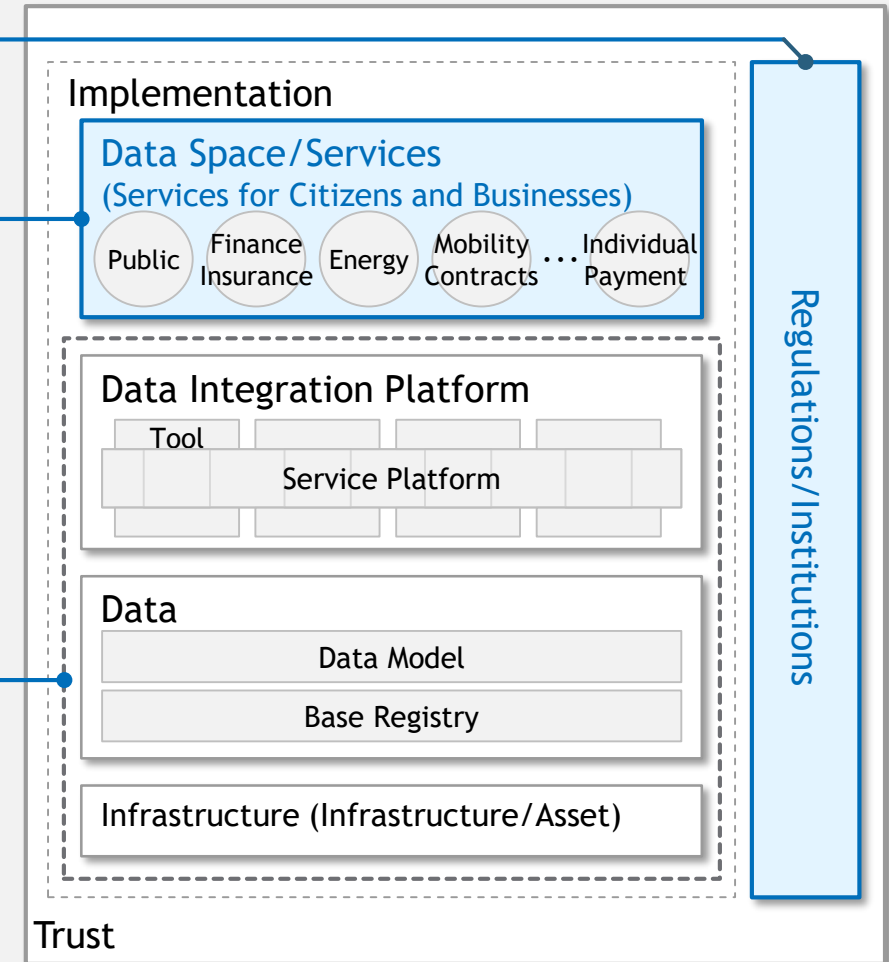 Implementation
Data Space/Services
(Services for Citizens and Businesses)
Public
Finance
Insurance
Energy
Mobility
Contracts
...
Individual
Payment
Data Integration Platform
Tool
Service Platform
Data
Data Model
Base Registry
Infrastructure (Infrastructure/Asset)
Regulations/Institutions
Trust